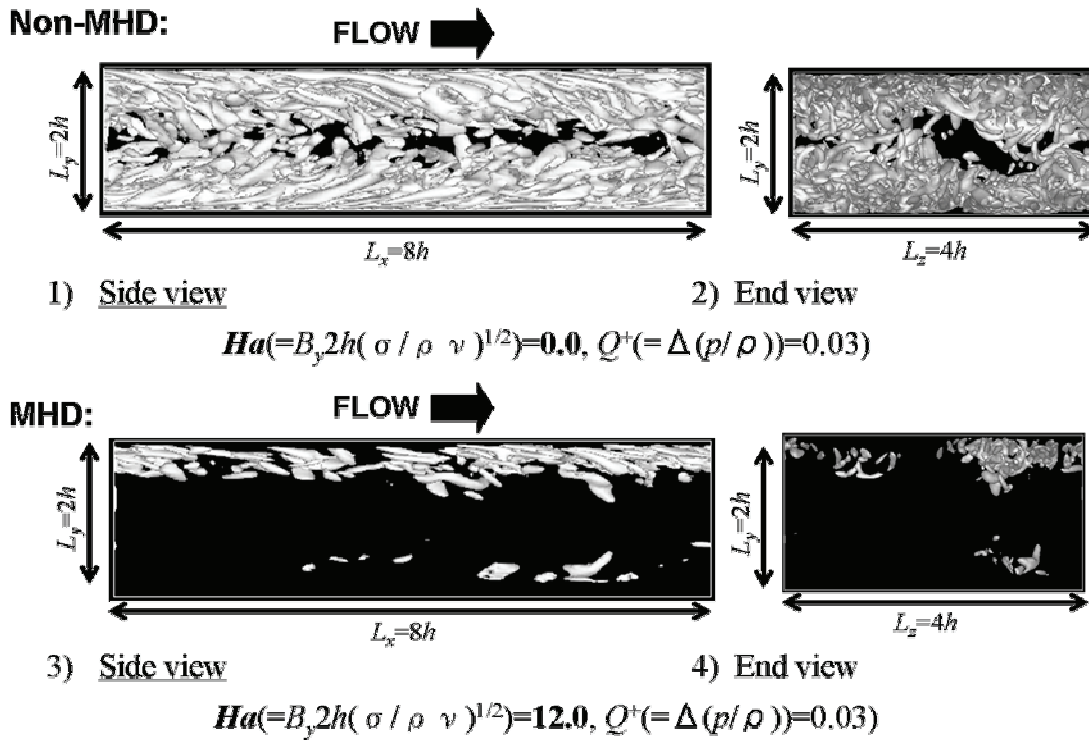 Non-MHD:
FLOW
L_y=2h
L_y=2h
L_x=8h
L_z=4h
1) Side view
2) End view
Ha(=B_y2h(σ/ρ ν)^{1/2})=0.0, Q^+(=Δ(p/ρ))=0.03)
MHD:
FLOW
L_y=2h
L_y=2h
L_x=8h
L_z=4h
3) Side view
4) End view
Ha(=B_y2h(σ/ρ ν)^{1/2})=12.0, Q^+(=Δ(p/ρ))=0.03)